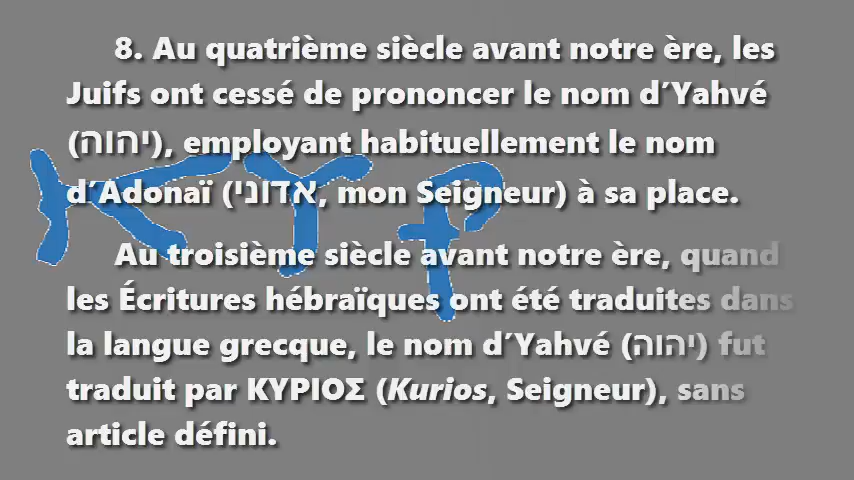 8. Au quatrième siècle avant notre ère, les
Juifs ont cessé de prononcer le nom d’Yahvé
(יהוה), employant habituellement le nom
d’Adonaï (אדוני, mon Seigneur) à sa place.
Au troisième siècle avant notre ère, quand
les Écritures hébraïques ont été traduites dans
la langue grecque, le nom d’Yahvé (יהוה) fut
traduit par ΚΥΡΙΟΣ (Kurios, Seigneur), sans
article défini.
ΚΥΡ